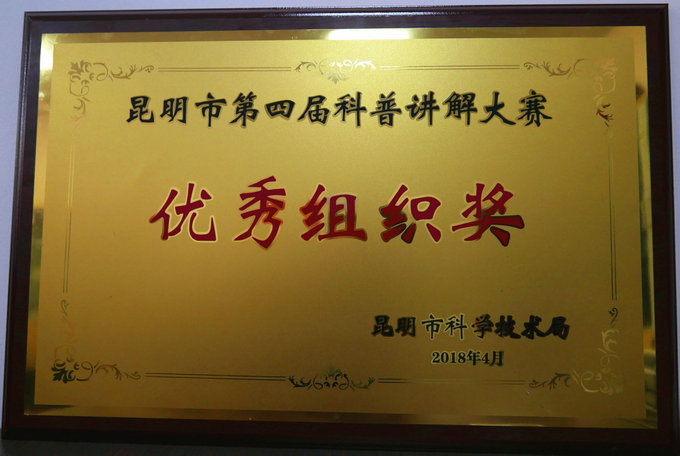 昆明市第四届科普讲解大赛
优秀组织奖
昆明市科学技术局
2018年4月